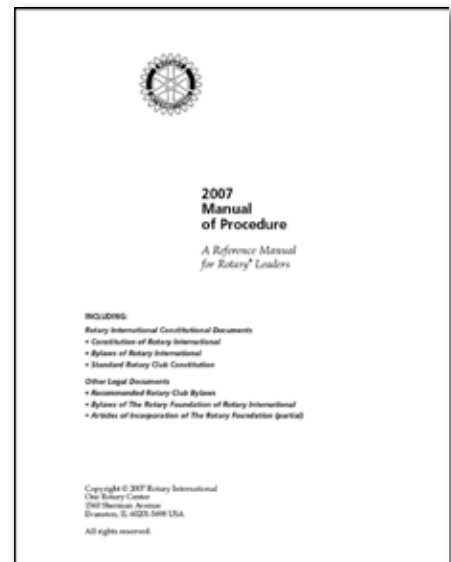 2007
Manual
of Procedure
A Reference Manual
for Rotary® Leaders
INCLUDING:
Rotary International Constitutional Documents
• Constitution of Rotary International
• Bylaws of Rotary International
• Standard Rotary Club Constitution
Other Legal Documents
• Recommended Rotary Club Bylaws
• Bylaws of The Rotary Foundation of Rotary International
• Articles of Incorporation of The Rotary Foundation (partial)
Copyright © 2007 Rotary International
One Rotary Center
1560 Sherman Avenue
Evanston, IL 60201-3698 USA
All rights reserved.